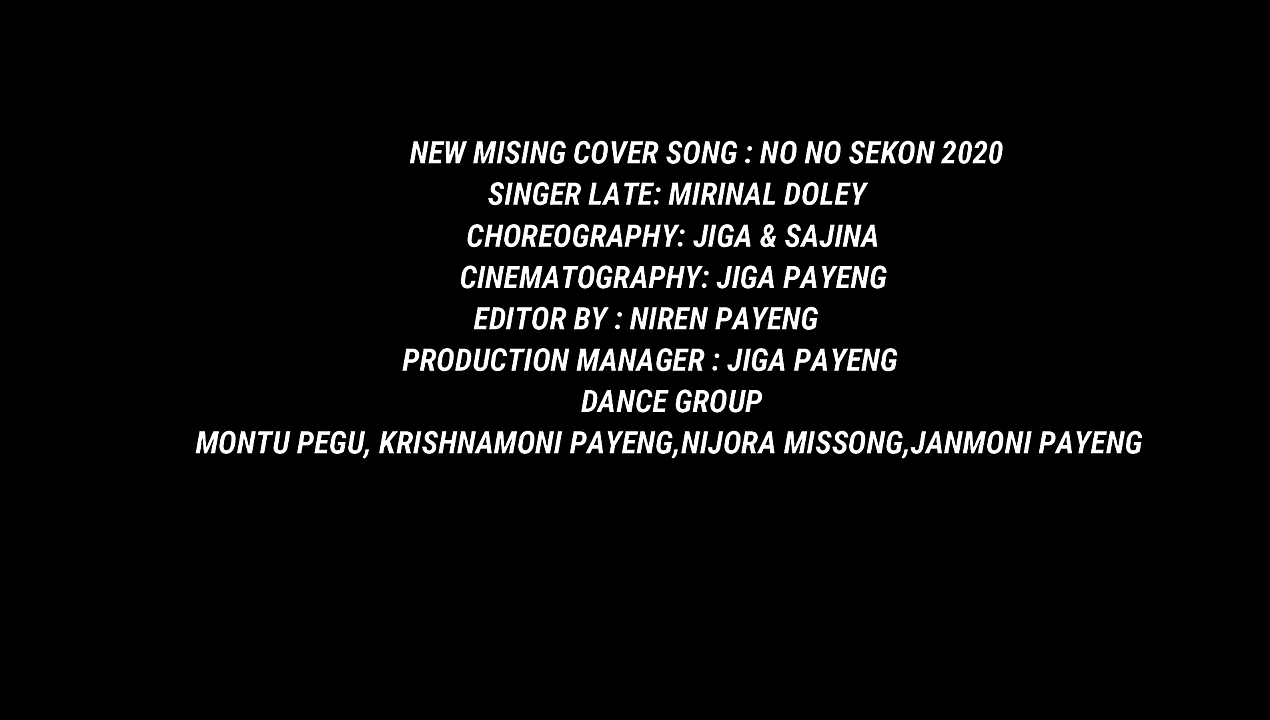 NEW MISING COVER SONG : NO NO SEKON 2020
SINGER LATE: MIRINAL DOLEY
CHOREOGRAPHY: JIGA & SAJINA
CINEMATOGRAPHY: JIGA PAYENG
EDITOR BY : NIREN PAYENG
PRODUCTION MANAGER : JIGA PAYENG
DANCE GROUP
MONTU PEGU, KRISHNAMONI PAYENG,NIJORA MISSONG,JANMONI PAYENG